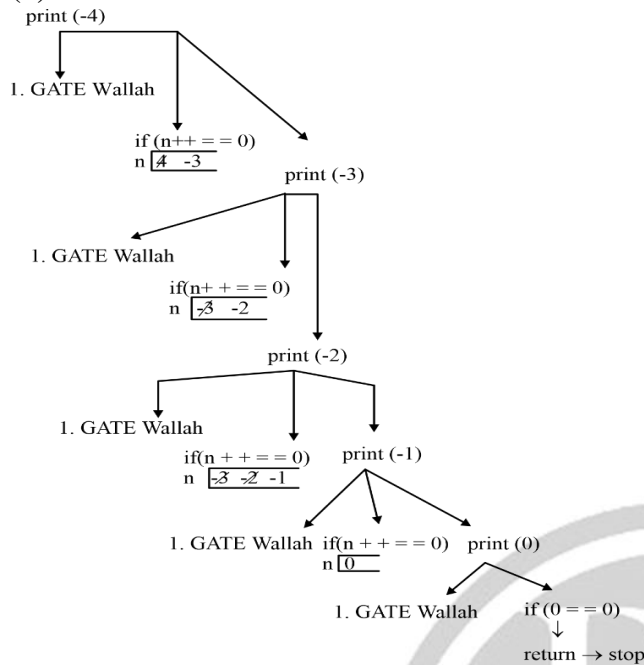 print (-4)
1. GATE Wallah
if (n++ = = 0)
n 4 -3
print (-3)
1. GATE Wallah
if(n+ + = = 0)
n -3 -2
print (-2)
1. GATE Wallah
if(n + + = = 0)
n -3 -2 -1
print (-1)
1. GATE Wallah
if(n + + = = 0)
n 0
print (0)
1. GATE Wallah
if (0 = = 0)
↓
return → stop